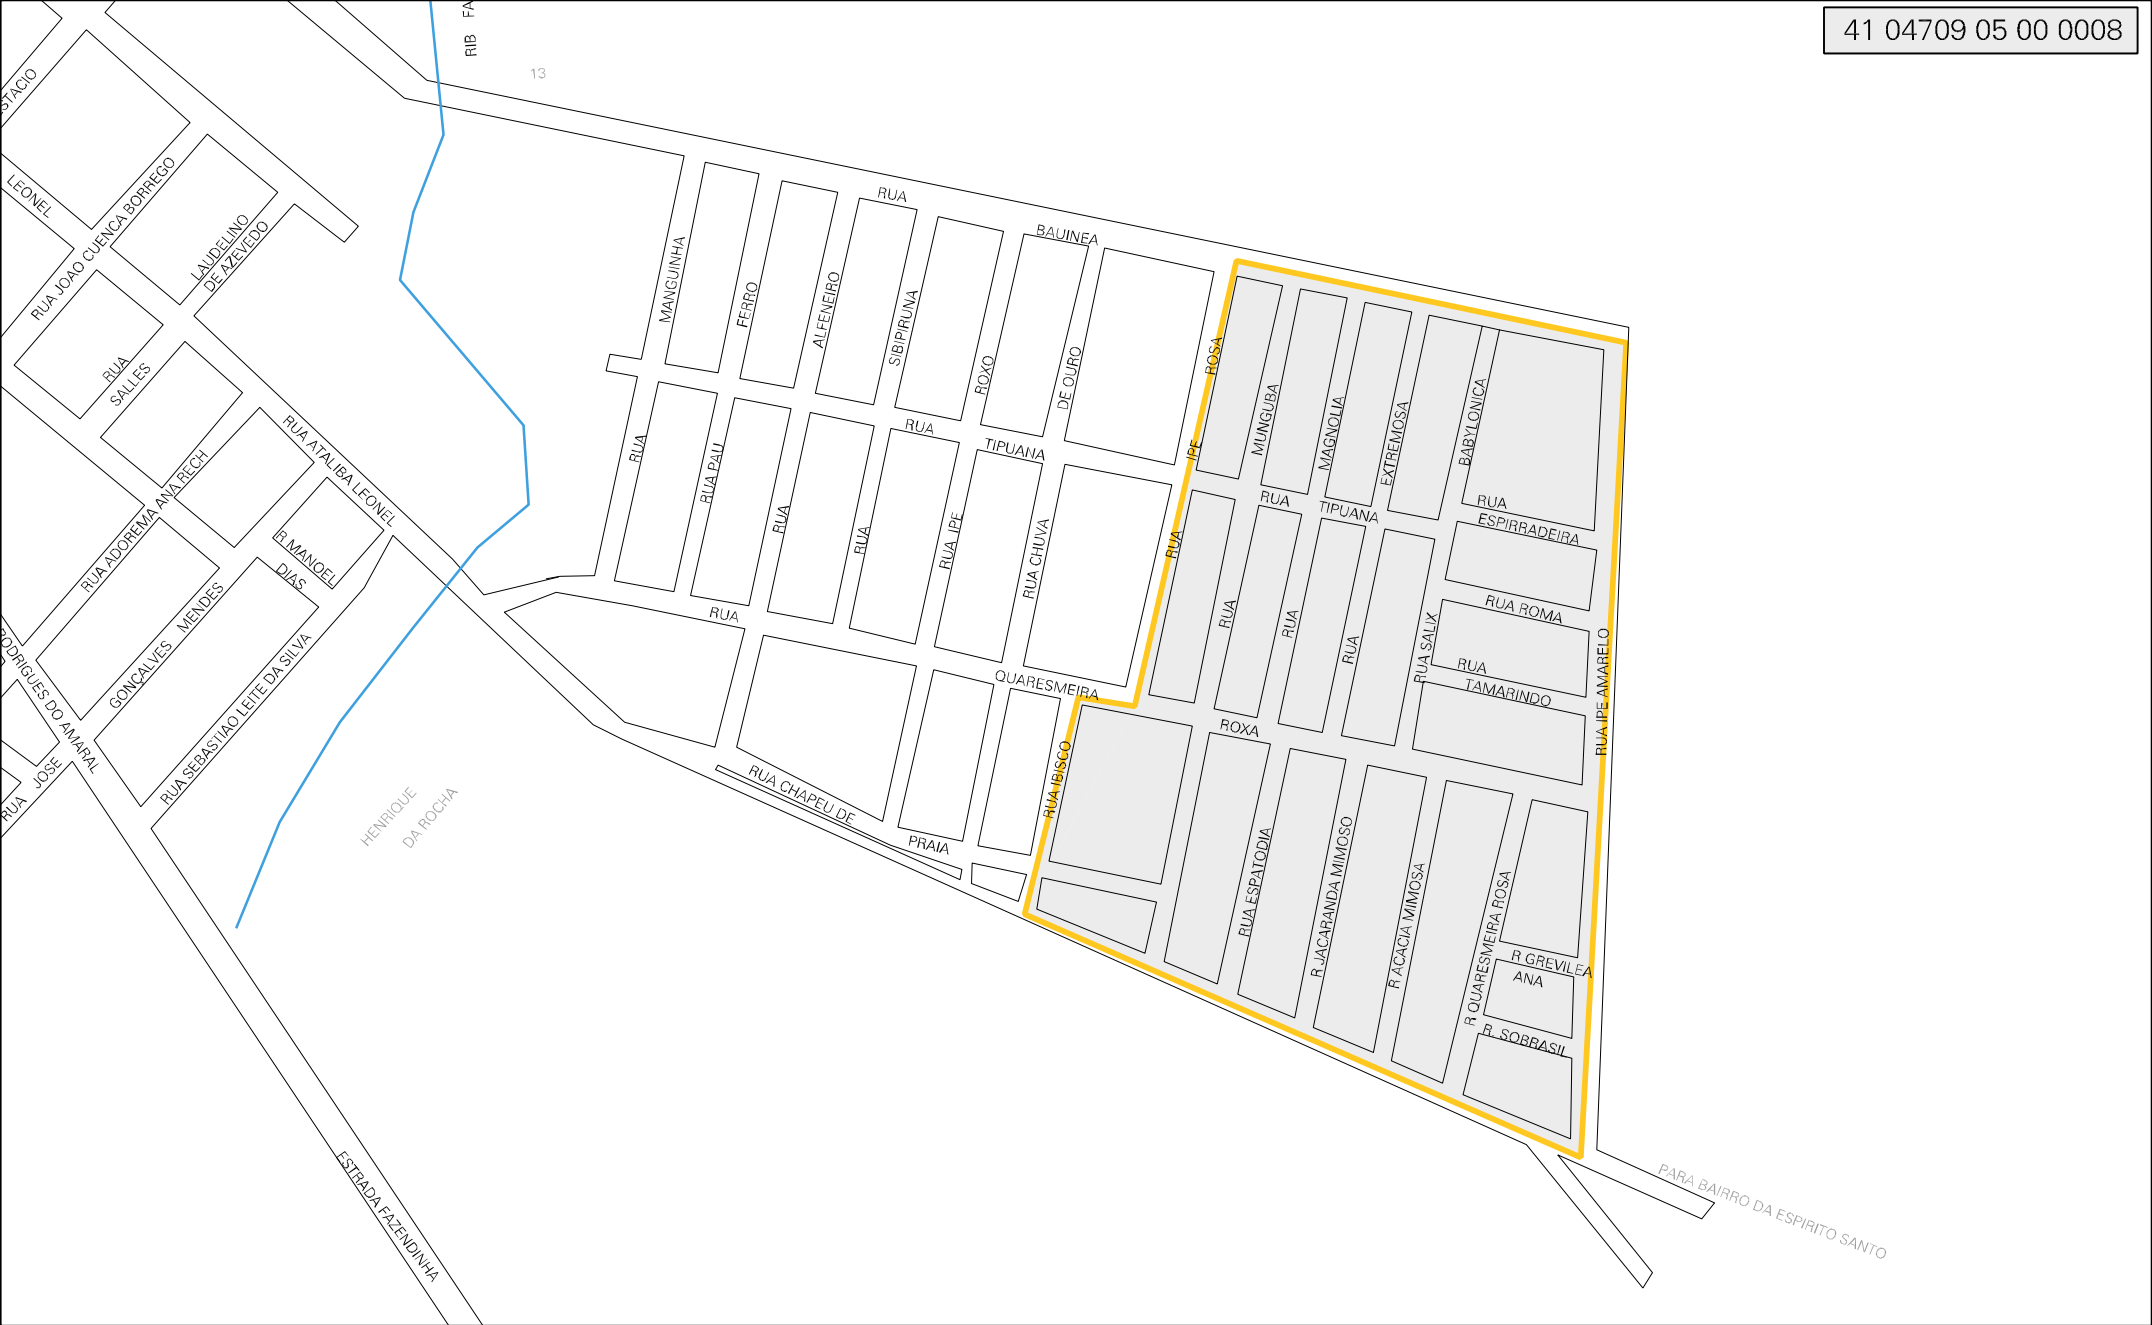 41 04709 05 00 0008
RIB
FA
13
STACIO
LEONEL
RUA JOAO CUENCA BORREGO
LAUDELINO
DE AZEVEDO
RUA
SALLES
RUA ATALIBA LEONEL
RUA ADOREMA ANA RECH
R MANOEL
DIAS
GONÇALVES MENDES
RUA SEBASTIAO LEITE DA SILVA
RODRIGUES DO AMARAL
RUA JOSE
HENRIQUE
DA ROCHA
ESTRADA FAZENDINHA
RUA
BAUINEA
MANGUINHA
FERRO
ALFENEIRO
SIBIPIRUNA
ROXO
DE OURO
RUA
TIPUANA
RUA
RUA PAU
RUA
RUA
RUA IPE
RUA CHUVA
RUA
QUARESMEIRA
RUA CHAPEU DE
PRAIA
RUA IBISCO
ROSA
IPE
RUA
MUNGUBA
MAGNOLIA
EXTREMOSA
BABYLONICA
RUA
TIPUANA
RUA
ESPIRRADEIRA
RUA
RUA
RUA
RUA SALIX
RUA ROMA
RUA
TAMARINDO
RUA IPE AMARELO
ROXA
RUA ESPATODIA
R JACARANDA MIMOSO
R ACACIA MIMOSA
R QUARESMEIRA ROSA
R GREVILEA
ANA
R. SOBRASIL
PARA BAIRRO DA ESPIRITO SANTO